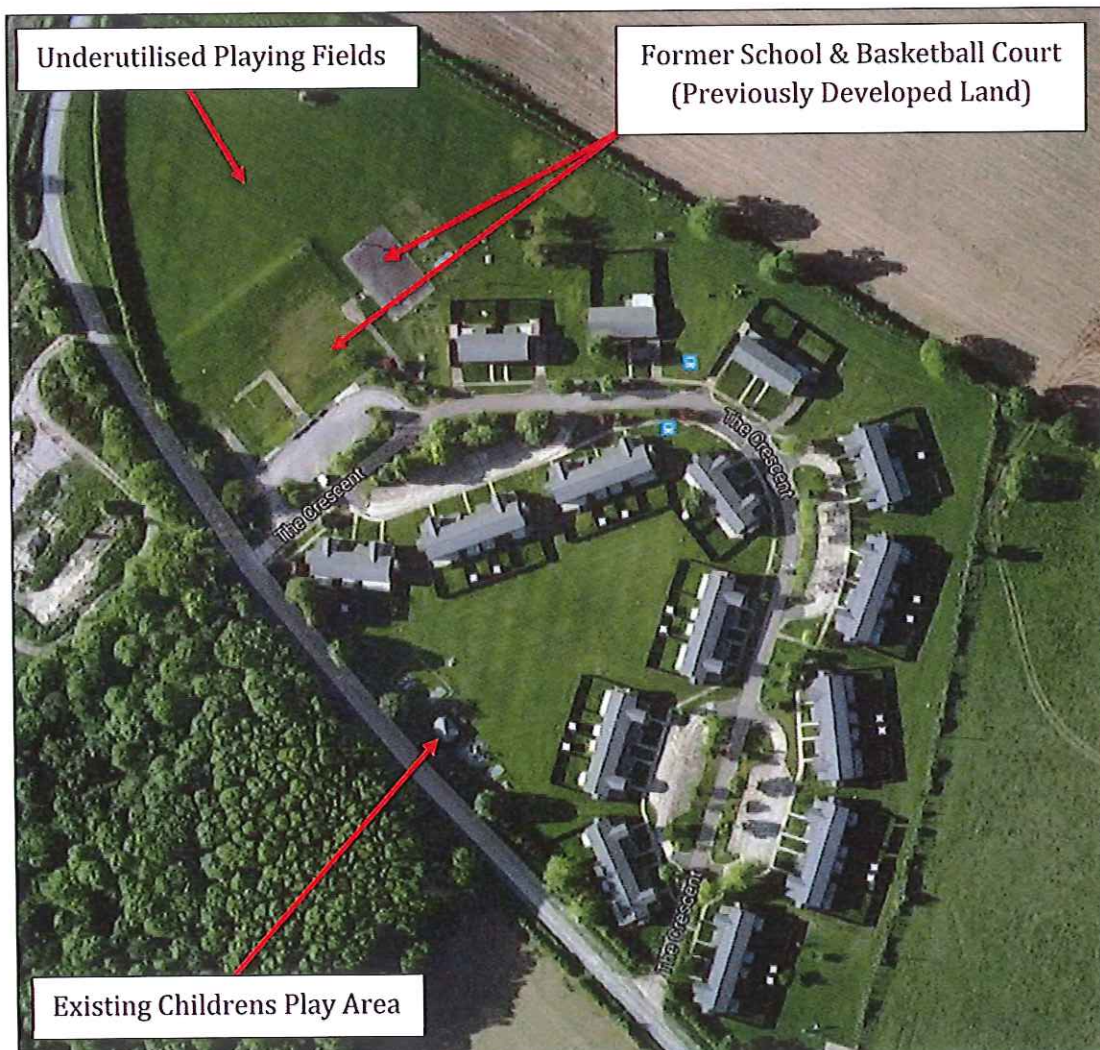 Underutilised Playing Fields
Former School & Basketball Court
(Previously Developed Land)
The Crescent
The Crescent
The Crescent
Existing Childrens Play Area